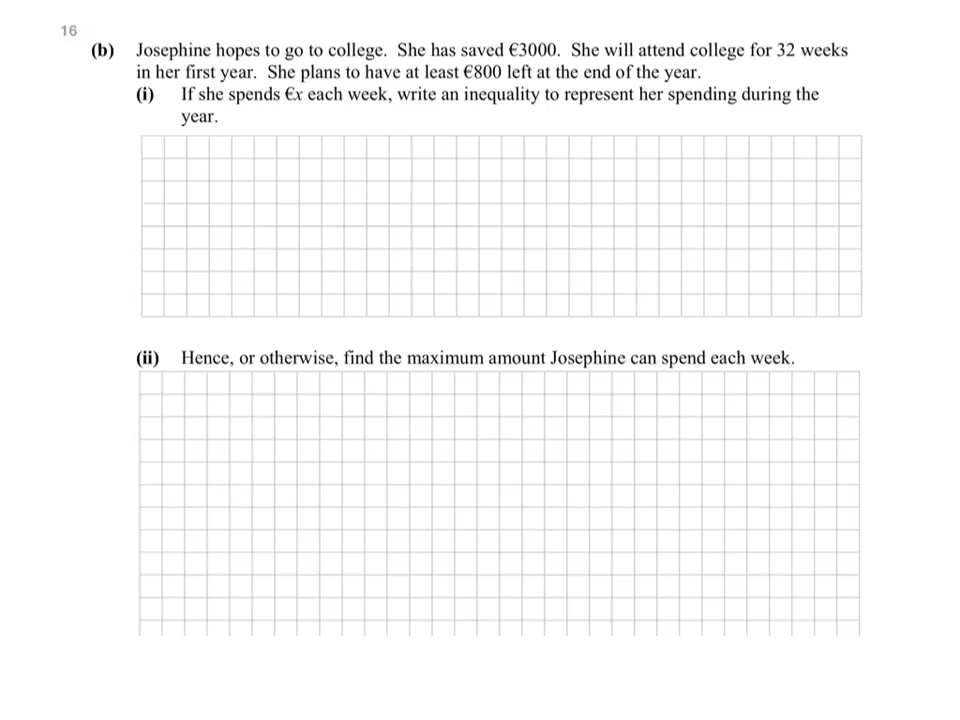 16
(b) Josephine hopes to go to college. She has saved €3000. She will attend college for 32 weeks
in her first year. She plans to have at least €800 left at the end of the year.
(i) If she spends €x each week, write an inequality to represent her spending during the
year.
(ii) Hence, or otherwise, find the maximum amount Josephine can spend each week.